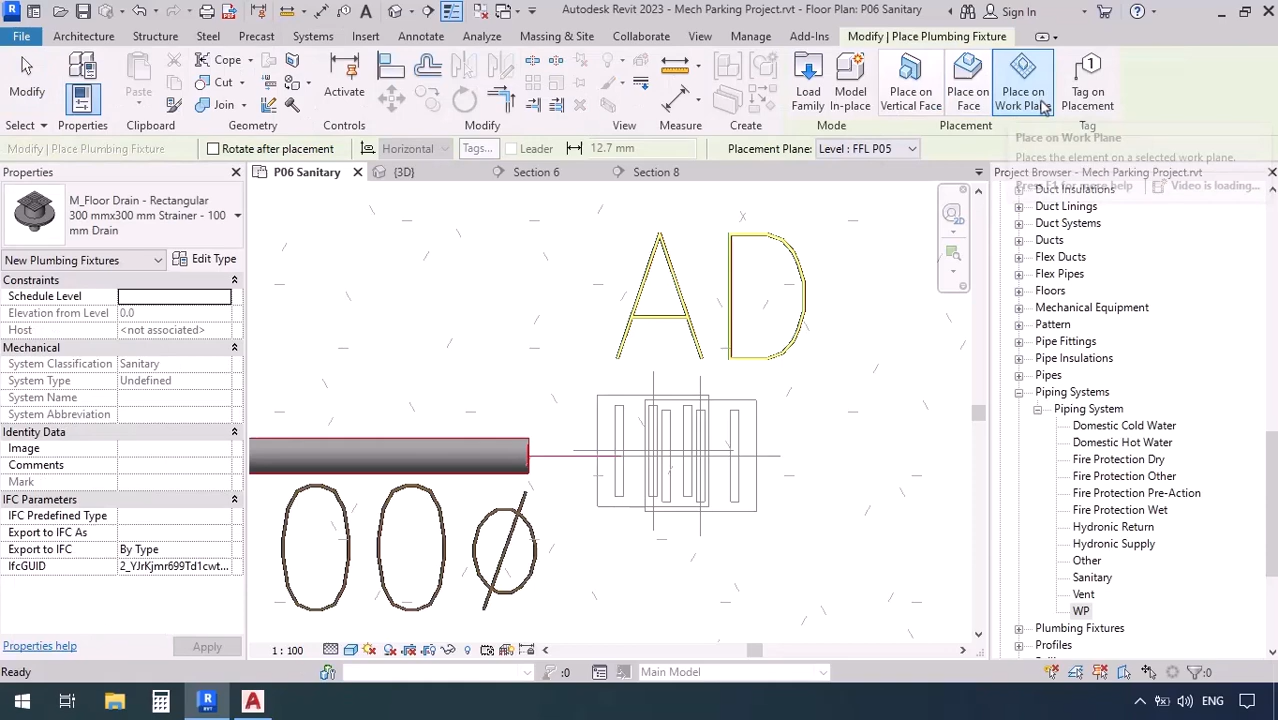 Autodesk Revit 2023 - Mech Parking Project.rvt - Floor Plan: P06 Sanitary
Sign In
File Architecture Structure Steel Precast Systems Insert Annotate Analyze Massing & Site Collaborate View Manage Add-Ins Modify | Place Plumbing Fixture
Modify
Paste
Cope
Cut
Join
Activate
Load Family
Model In-place
Place on Vertical Face
Place on Face
Place on Work Plane
Tag on Placement
Select Properties Clipboard Geometry Controls Modify View Measure Create Mode Placement Tag
Modify | Place Plumbing Fixture Rotate after placement Horizontal Tags... Leader 12.7 mm Placement Plane: Level : FFL P05
Place on Work Plane
Places the element on a selected work plane.
Press F1 for more help Video is loading...
Properties
P06 Sanitary {3D} Section 6 Section 8
Project Browser - Mech Parking Project.rvt
M_Floor Drain - Rectangular
300 mmx300 mm Strainer - 100
mm Drain
New Plumbing Fixtures Edit Type
Constraints
Schedule Level
Elevation from Level 0.0
Host <not associated>
Mechanical
System Classification Sanitary
System Type Undefined
System Name
System Abbreviation
Identity Data
Image
Comments
Mark
IFC Parameters
IFC Predefined Type
Export to IFC As
Export to IFC By Type
IfcGUID 2_YJrKjmr699Td1cwt...
Properties help Apply
2D
AD
00Ø
Duct Insulations
Duct Linings
Duct Systems
Ducts
Flex Ducts
Flex Pipes
Floors
Mechanical Equipment
Pattern
Pipe Fittings
Pipe Insulations
Pipes
Piping Systems
Piping System
Domestic Cold Water
Domestic Hot Water
Fire Protection Dry
Fire Protection Other
Fire Protection Pre-Action
Fire Protection Wet
Hydronic Return
Hydronic Supply
Other
Sanitary
Vent
WP
Plumbing Fixtures
Profiles
1 : 100
Ready :0 Main Model :0
ENG